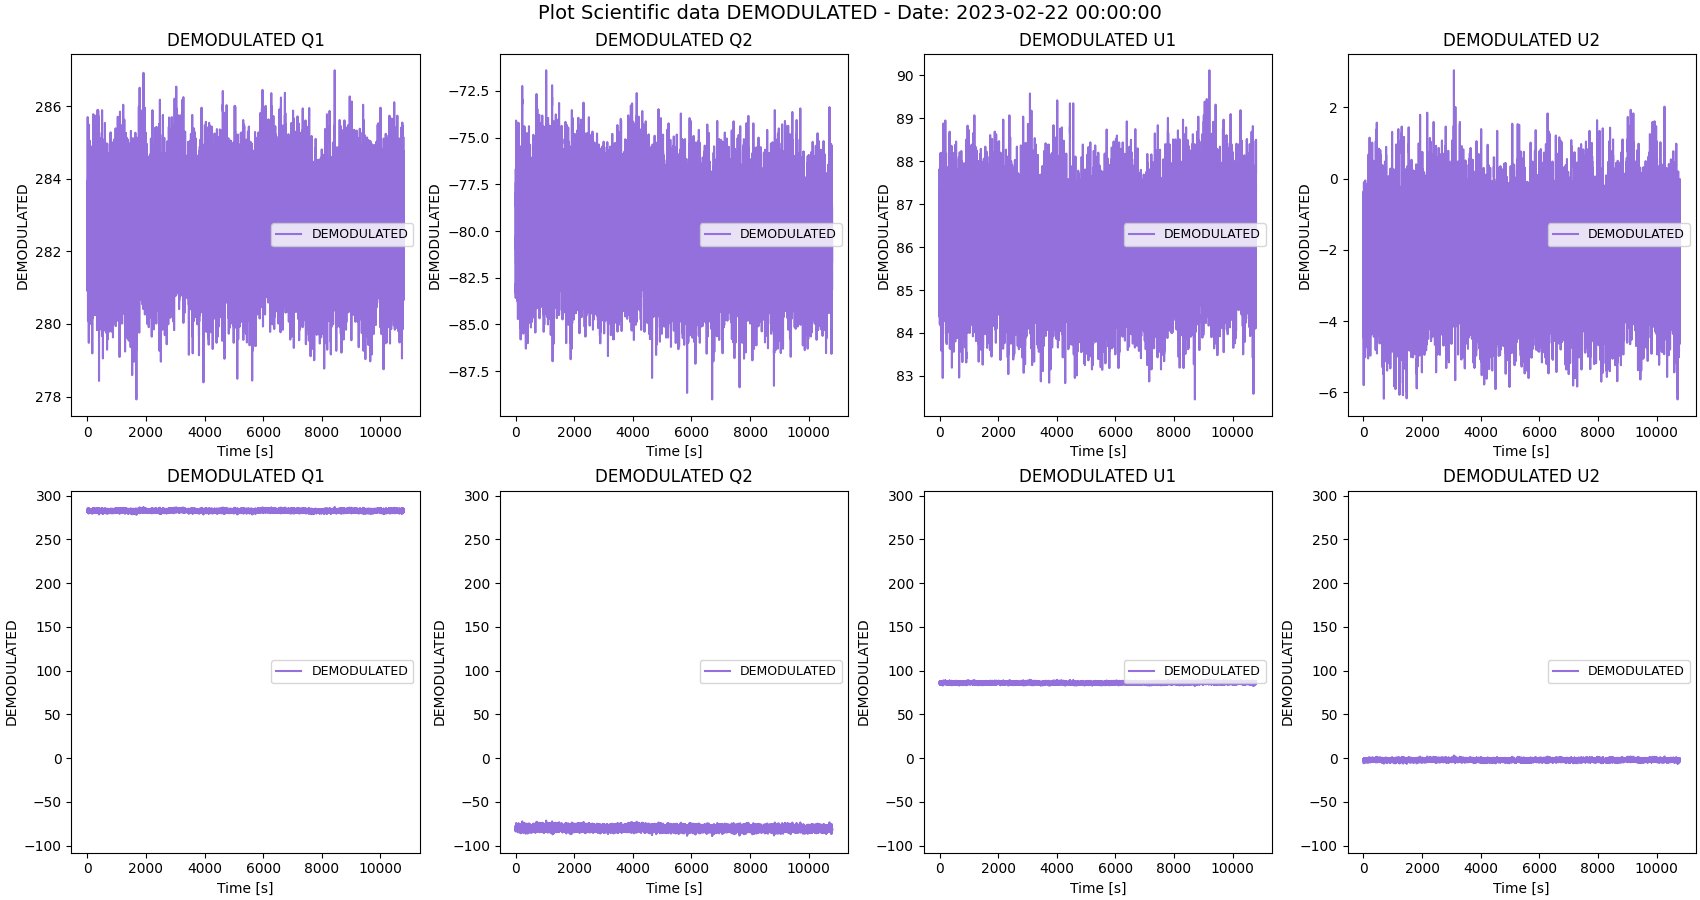 Plot Scientific data DEMODULATED - Date: 2023-02-22 00:00:00
DEMODULATED Q1
DEMODULATED
286
284
282
280
278
DEMODULATED
0 2000 4000 6000 8000 10000
Time [s]
DEMODULATED Q2
DEMODULATED
−72.5
−75.0
−77.5
−80.0
−82.5
−85.0
−87.5
DEMODULATED
0 2000 4000 6000 8000 10000
Time [s]
DEMODULATED U1
DEMODULATED
90
89
88
87
86
85
84
83
DEMODULATED
0 2000 4000 6000 8000 10000
Time [s]
DEMODULATED U2
DEMODULATED
2
0
−2
−4
−6
DEMODULATED
0 2000 4000 6000 8000 10000
Time [s]
DEMODULATED Q1
DEMODULATED
300
250
200
150
100
50
0
−50
−100
DEMODULATED
0 2000 4000 6000 8000 10000
Time [s]
DEMODULATED Q2
DEMODULATED
300
250
200
150
100
50
0
−50
−100
DEMODULATED
0 2000 4000 6000 8000 10000
Time [s]
DEMODULATED U1
DEMODULATED
300
250
200
150
100
50
0
−50
−100
DEMODULATED
0 2000 4000 6000 8000 10000
Time [s]
DEMODULATED U2
DEMODULATED
300
250
200
150
100
50
0
−50
−100
DEMODULATED
0 2000 4000 6000 8000 10000
Time [s]